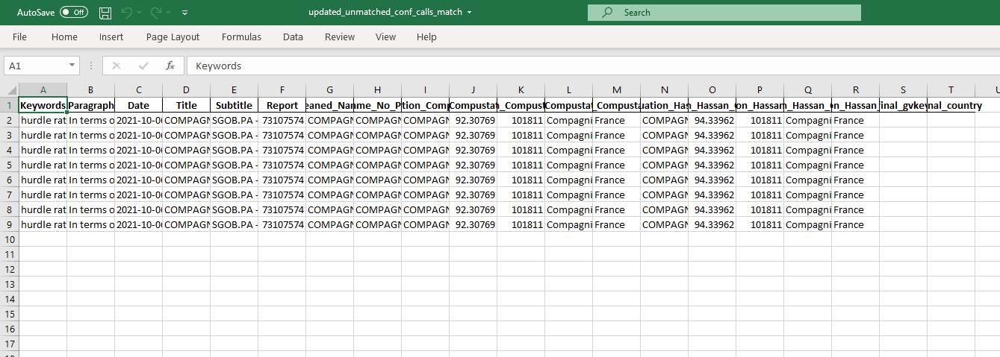 AutoSave Off updated_unmatched_conf_calls_match Search
File Home Insert Page Layout Formulas Data Review View Help
A1 fx Keywords
A B C D E F G H I J K L M N O P Q R S T U
1 Keywords Paragraph Date Title Subtitle Report eaned_Nan me_No_P tion_Comp Compustat _Compust Compustat _Compusta uation_Has _Hassan_ on_Hassan _Hassan_ on_Hassan_ final_gvkey nal_country
2 hurdle rat In terms o 2021-10-0 COMPAGN SGOB.PA - 73107574 COMPAGN COMPAGN COMPAGN 92.30769 101811 Compagni France COMPAGN 94.33962 101811 Compagni France
3 hurdle rat In terms o 2021-10-0 COMPAGN SGOB.PA - 73107574 COMPAGN COMPAGN COMPAGN 92.30769 101811 Compagni France COMPAGN 94.33962 101811 Compagni France
4 hurdle rat In terms o 2021-10-0 COMPAGN SGOB.PA - 73107574 COMPAGN COMPAGN COMPAGN 92.30769 101811 Compagni France COMPAGN 94.33962 101811 Compagni France
5 hurdle rat In terms o 2021-10-0 COMPAGN SGOB.PA - 73107574 COMPAGN COMPAGN COMPAGN 92.30769 101811 Compagni France COMPAGN 94.33962 101811 Compagni France
6 hurdle rat In terms o 2021-10-0 COMPAGN SGOB.PA - 73107574 COMPAGN COMPAGN COMPAGN 92.30769 101811 Compagni France COMPAGN 94.33962 101811 Compagni France
7 hurdle rat In terms o 2021-10-0 COMPAGN SGOB.PA - 73107574 COMPAGN COMPAGN COMPAGN 92.30769 101811 Compagni France COMPAGN 94.33962 101811 Compagni France
8 hurdle rat In terms o 2021-10-0 COMPAGN SGOB.PA - 73107574 COMPAGN COMPAGN COMPAGN 92.30769 101811 Compagni France COMPAGN 94.33962 101811 Compagni France
9 hurdle rat In terms o 2021-10-0 COMPAGN SGOB.PA - 73107574 COMPAGN COMPAGN COMPAGN 92.30769 101811 Compagni France COMPAGN 94.33962 101811 Compagni France
10
11
12
13
14
15
16
17